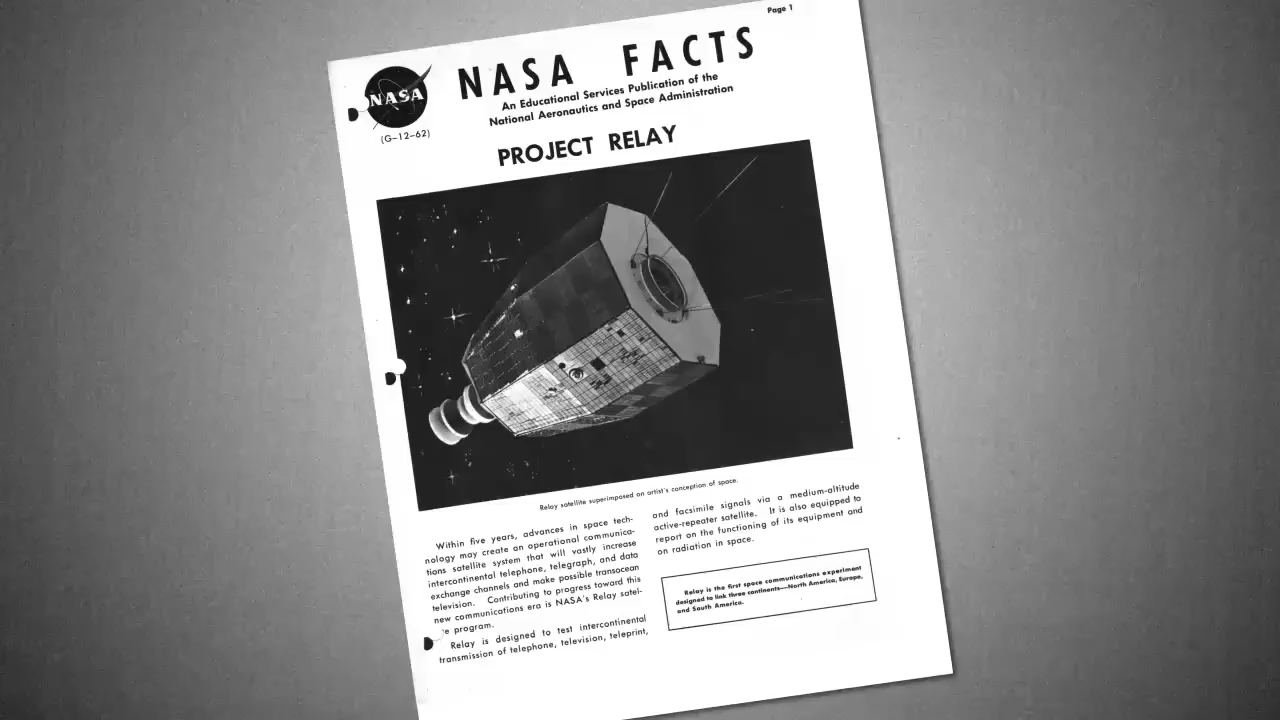 Page 1
NASA
NASA FACTS
An Educational Services Publication of the
National Aeronautics and Space Administration
(G-12-62)
PROJECT RELAY
Relay satellite superimposed on artist's conception of space.
Within five years, advances in space tech-
nology may create an operational communica-
tions satellite system that will vastly increase
intercontinental telephone, telegraph, and data
exchange channels and make possible transocean
television. Contributing to progress toward this
new communications era is NASA's Relay satel-
program.
Relay is designed to test intercontinental
transmission of telephone, television, teleprint,
and facsimile signals via a medium-altitude
active-repeater satellite. It is also equipped to
report on the functioning of its equipment and
on radiation in space.
Relay is the first space communications experiment
designed to link three continents—North America, Europe,
and South America.